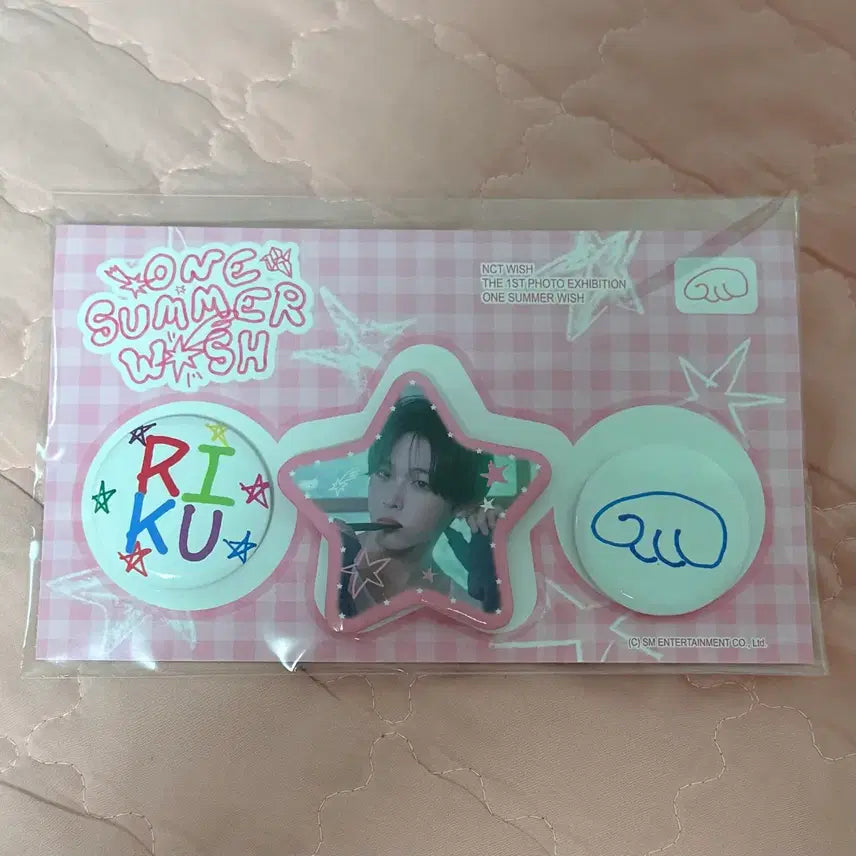 ONE
SUMMER
WISH
NCT WISH
THE 1ST PHOTO EXHIBITION
ONE SUMMER WISH
RI
KU
(C) SM ENTERTAINMENT CO., Ltd.